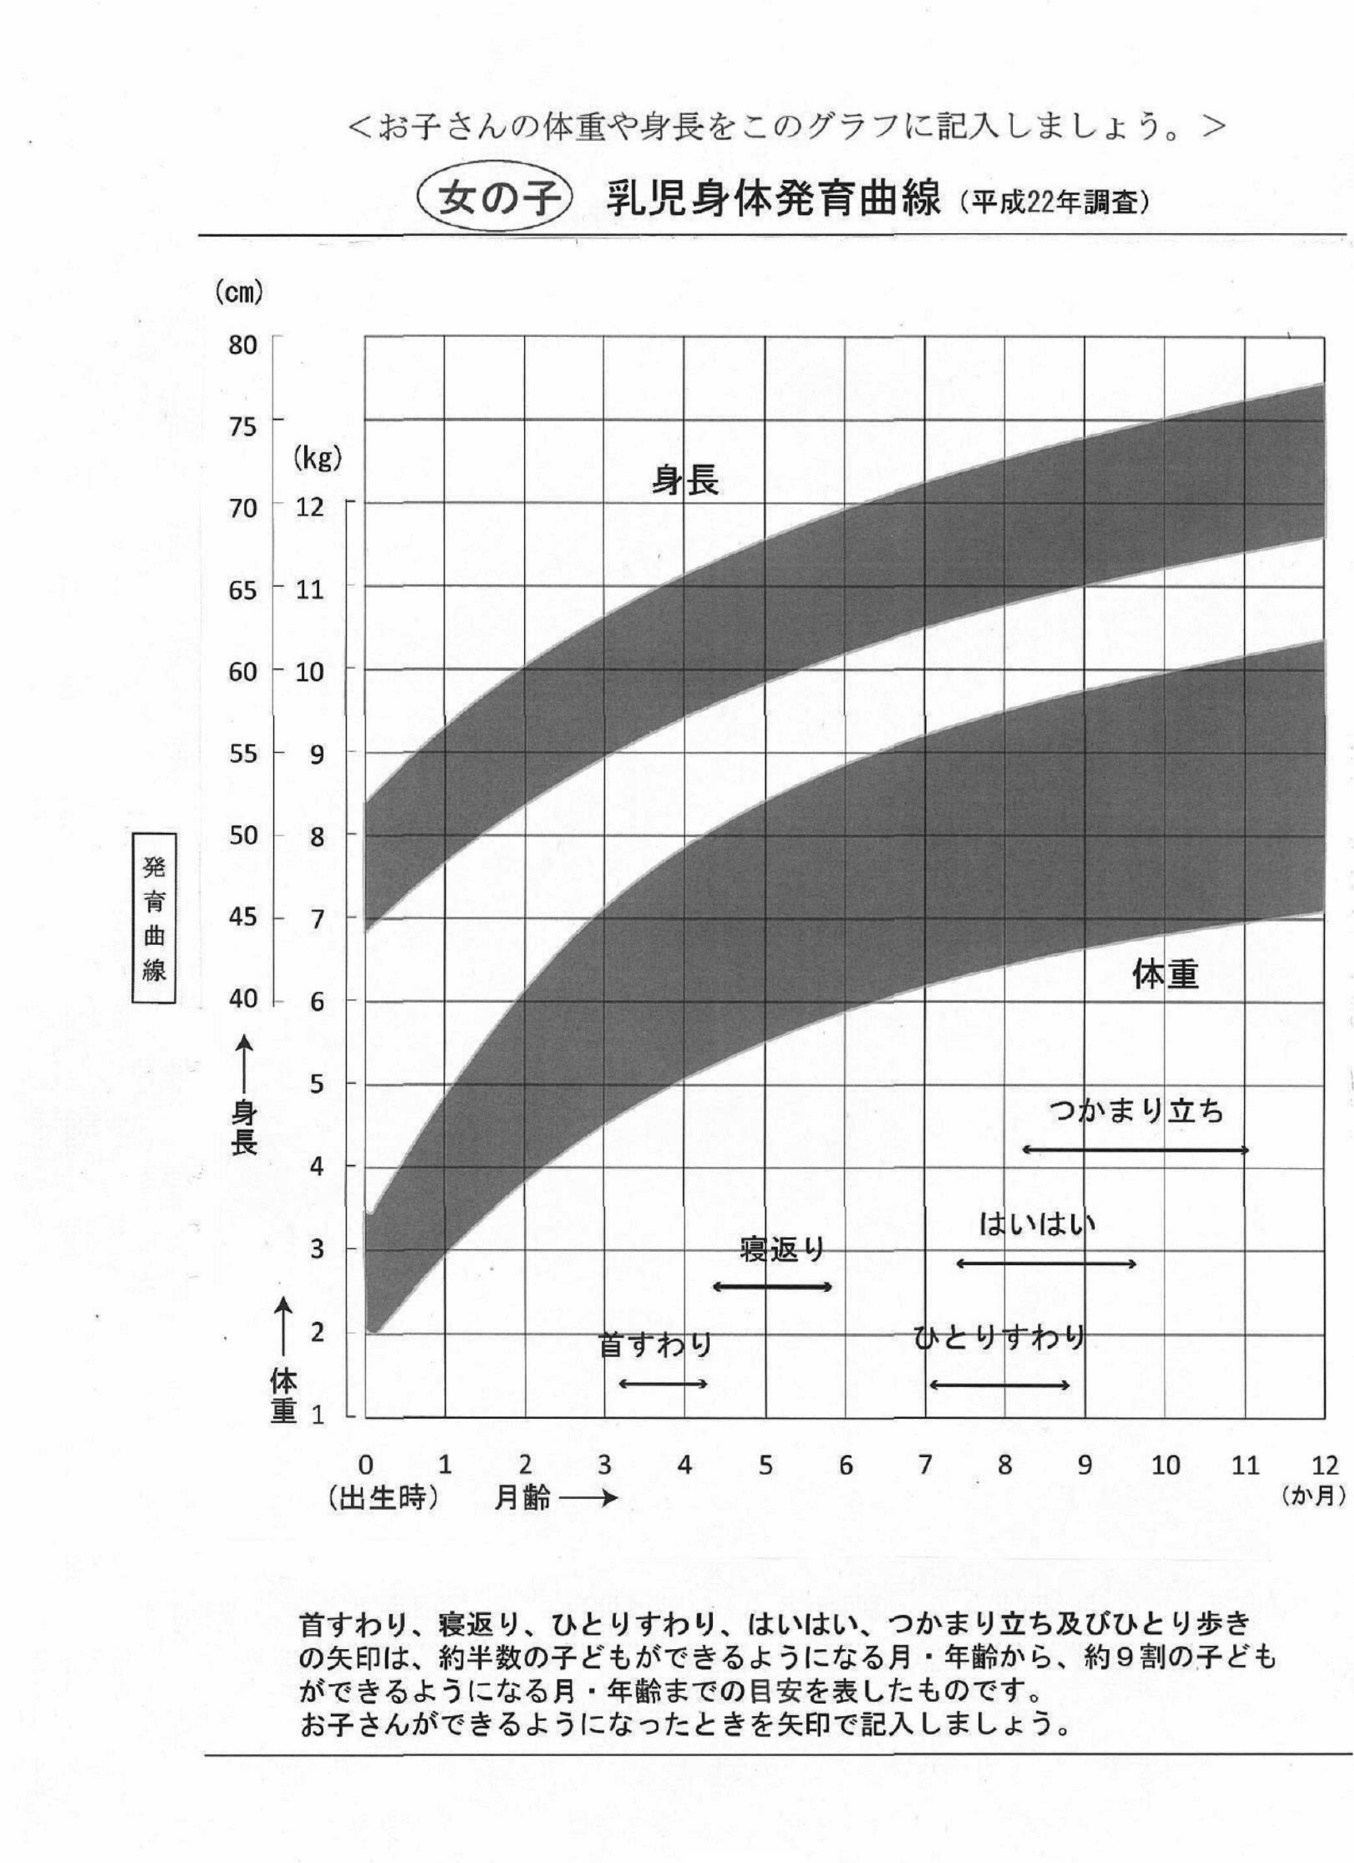 ＜お子さんの体重や身長をこのグラフに記入しましょう。＞
女の子 乳児身体発育曲線（平成22年調査）
(cm)
80
75
(kg)
身長
70 12
65 11
60 10
55 9
50 8
発育曲線
45 7
体重
40 6
5
身長
つかまり立ち
4
はいはい
3
寝返り
2
首すわり
ひとりすわり
体重
1
0 1 2 3 4 5 6 7 8 9 10 11 12
（出生時） 月齢 （か月）
首すわり、寝返り、ひとりすわり、はいはい、つかまり立ち及びひとり歩き
の矢印は、約半数の子どもができるようになる月・年齢から、約９割の子ども
ができるようになる月・年齢までの目安を表したものです。
お子さんができるようになったときを矢印で記入しましょう。